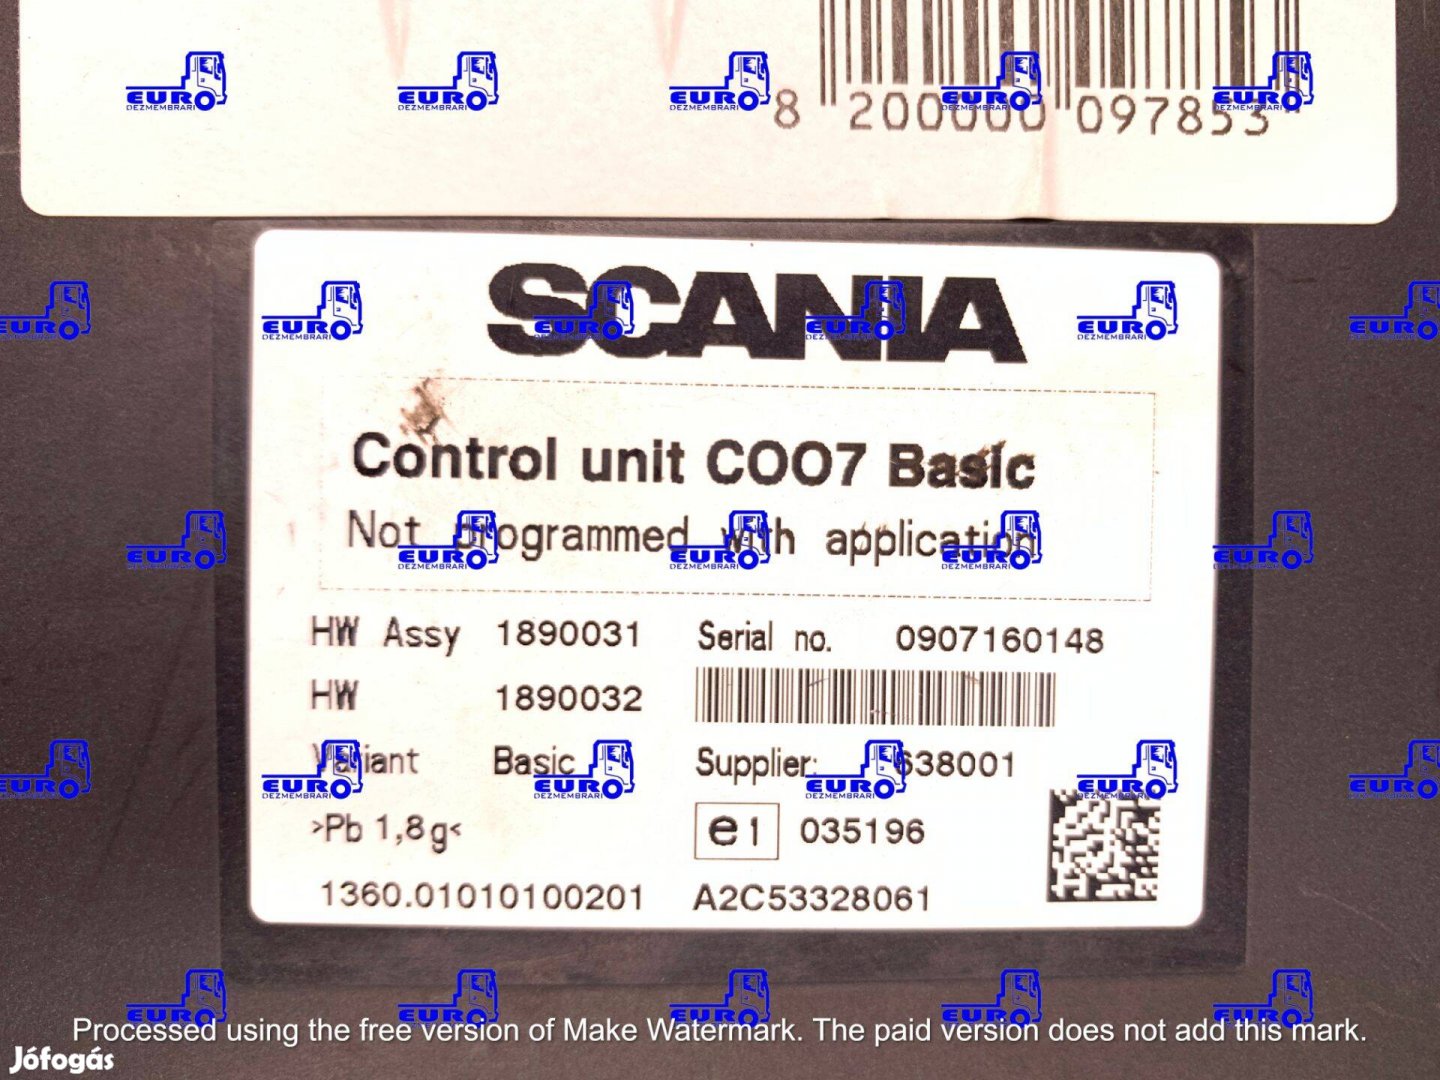 8 200000 097853
SCANIA
Control unit COO7 Basic
Not programmed with application
HW Assy 1890031 Serial no. 0907160148
HW 1890032
Variant Basic Supplier: 638001
>Pb 1,8g< e1 035196
1360.01010100201 A2C53328061
EURO
DEZMEMBRARI
Processed using the free version of Make Watermark. The paid version does not add this mark.
Jófogás